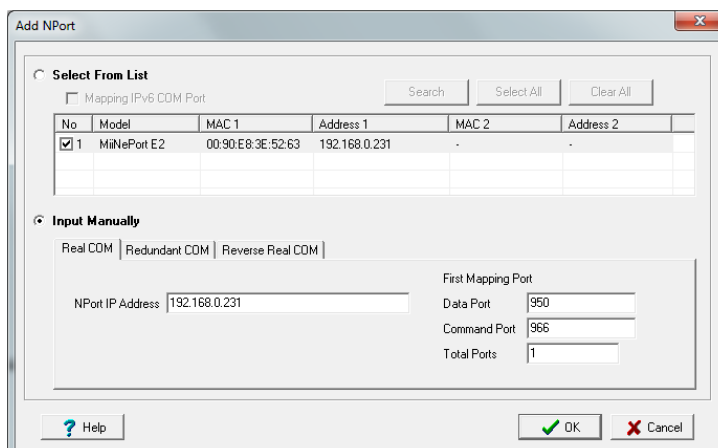 Add NPort
Select From List
Mapping IPv6 COM Port
Search Select All Clear All
No Model MAC 1 Address 1 MAC 2 Address 2
1 MiiNePort E2 00:90:E8:3E:52:63 192.168.0.231 - -
Input Manually
Real COM Redundant COM Reverse Real COM
First Mapping Port
NPort IP Address 192.168.0.231 Data Port 950
Command Port 966
Total Ports 1
? Help OK Cancel